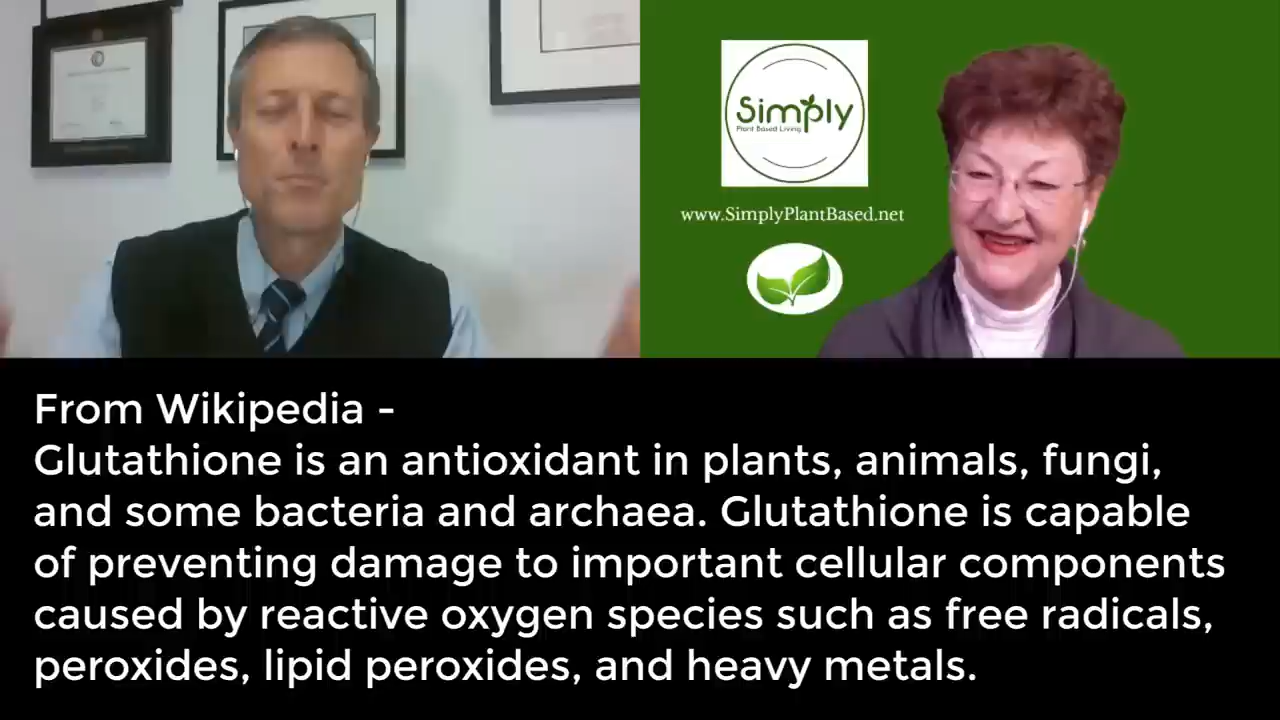 Simply
Plant Based Living
www.SimplyPlantBased.net
From Wikipedia -
Glutathione is an antioxidant in plants, animals, fungi,
and some bacteria and archaea. Glutathione is capable
of preventing damage to important cellular components
caused by reactive oxygen species such as free radicals,
peroxides, lipid peroxides, and heavy metals.